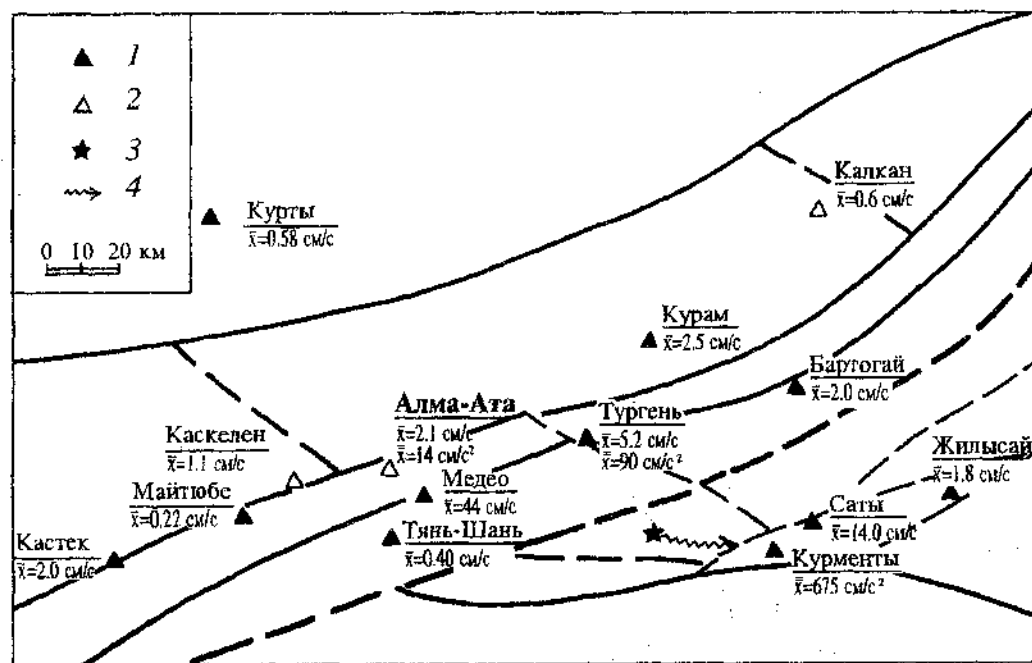 1
2
3
4
0 10 20 км
Курты
x̄=0.58 см/с
Калкан
x̄=0.6 см/с
Курам
x̄=2.5 см/с
Бартогай
x̄=2.0 см/с
Алма-Ата
x̄=2.1 см/с
x̿=14 см/с²
Тургень
x̄=5.2 см/с
x̿=90 см/с²
Каскелен
x̄=1.1 см/с
Жилысай
x̄=1.8 см/с
Майтюбе
x̄=0.22 см/с
Медео
x̄=44 см/с
Саты
x̄=14.0 см/с
Тянь-Шань
x̄=0.40 см/с
Кастек
x̄=2.0 см/с
Курменты
x̿=675 см/с²